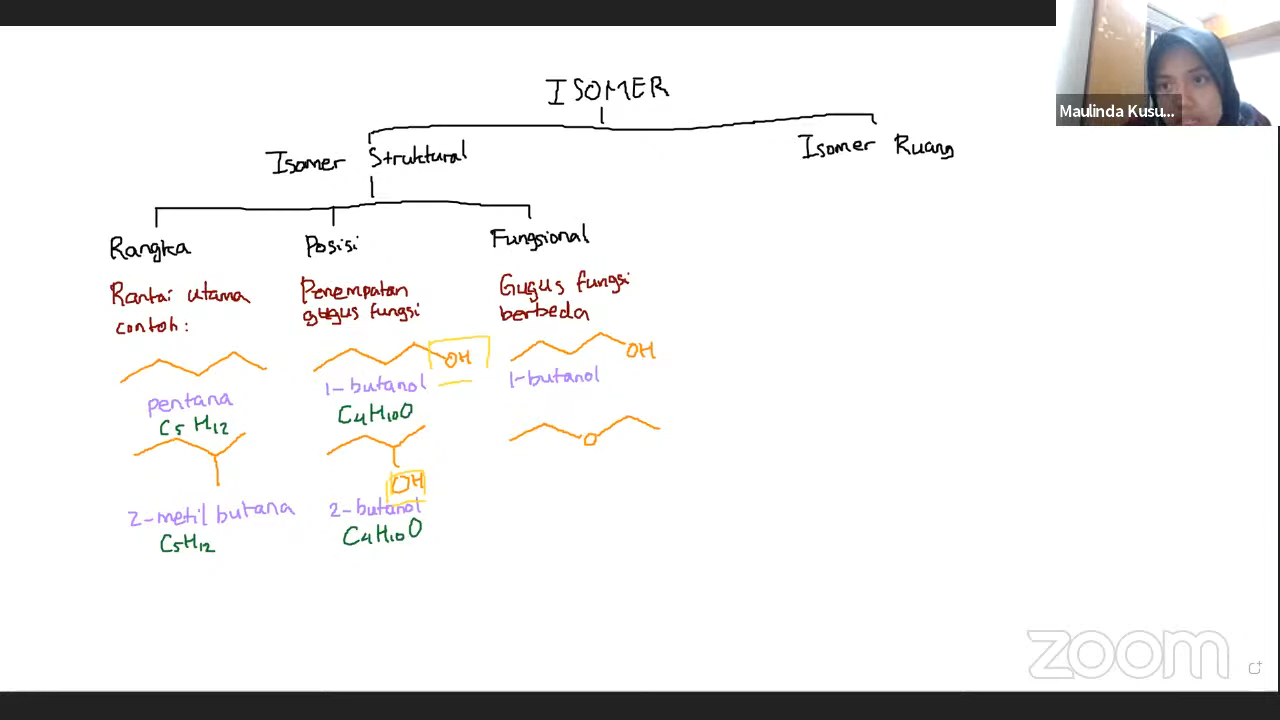 ISOMER
Maulinda Kusu...
Isomer Struktural
Isomer Ruang
Rangka
Posisi
Fungsional
Rantai utama
contoh:
Penempatan
gugus fungsi
Gugus fungsi
berbeda
OH
OH
pentana
C5 H12
1-butanol
C4H10O
1-butanol
O
OH
2-metil butana
C5H12
2-butanol
C4H10O
zoom